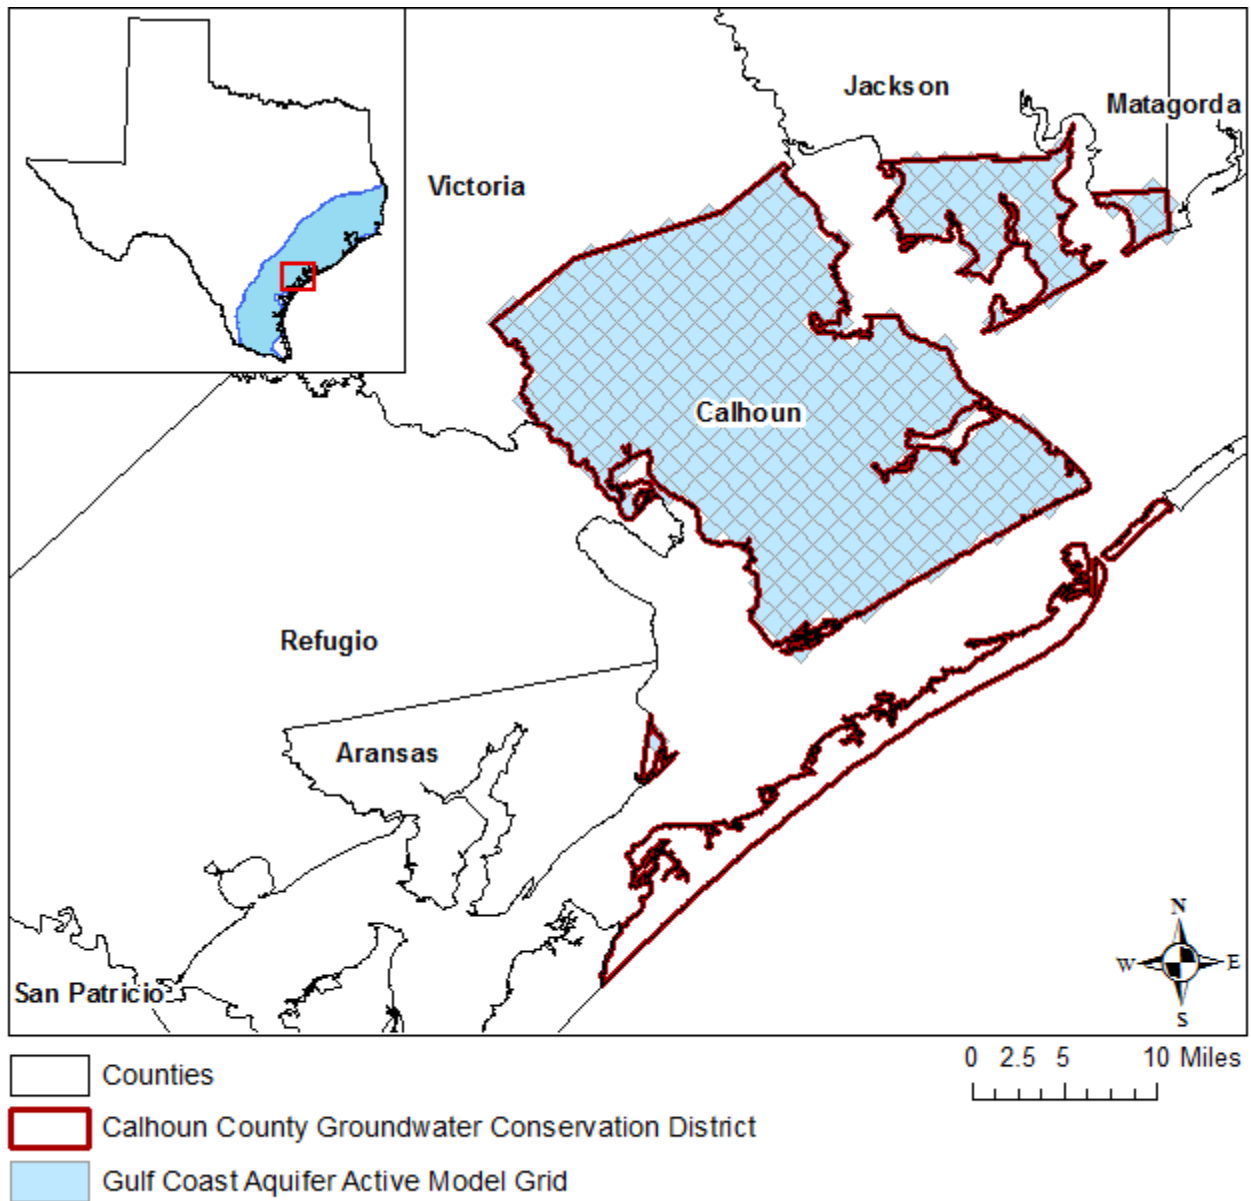 Jackson
Matagorda
Victoria
Calhoun
Refugio
Aransas
San Patricio
N
W E
S
0 2.5 5 10 Miles
Counties
Calhoun County Groundwater Conservation District
Gulf Coast Aquifer Active Model Grid